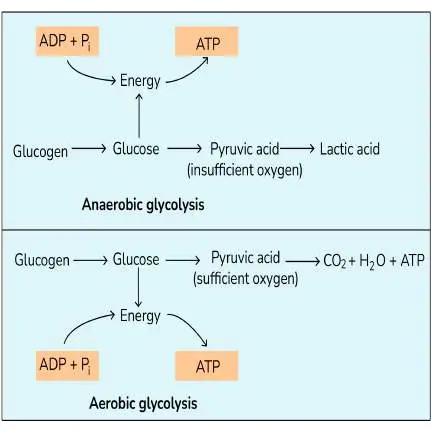 ADP + Pi ATP
Energy
Glucogen Glucose Pyruvic acid Lactic acid
(insufficient oxygen)
Anaerobic glycolysis
Glucogen Glucose Pyruvic acid CO2 + H2O + ATP
(sufficient oxygen)
Energy
ADP + Pi ATP
Aerobic glycolysis